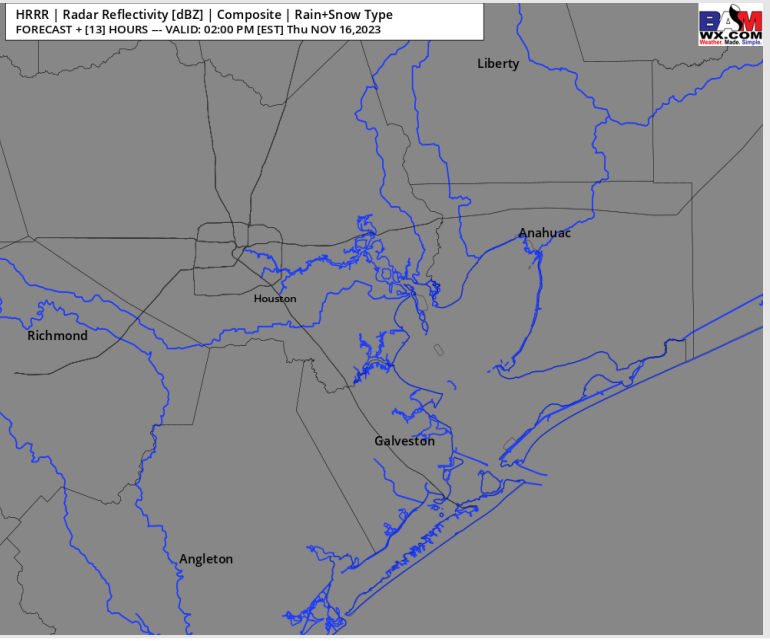 HRRR | Radar Reflectivity [dBZ] | Composite | Rain+Snow Type
FORECAST + [13] HOURS --- VALID: 02:00 PM [EST] Thu NOV 16,2023
BAM
WX.COM
Weather. Made. Simple.
Liberty
Anahuac
Houston
Richmond
Galveston
Angleton